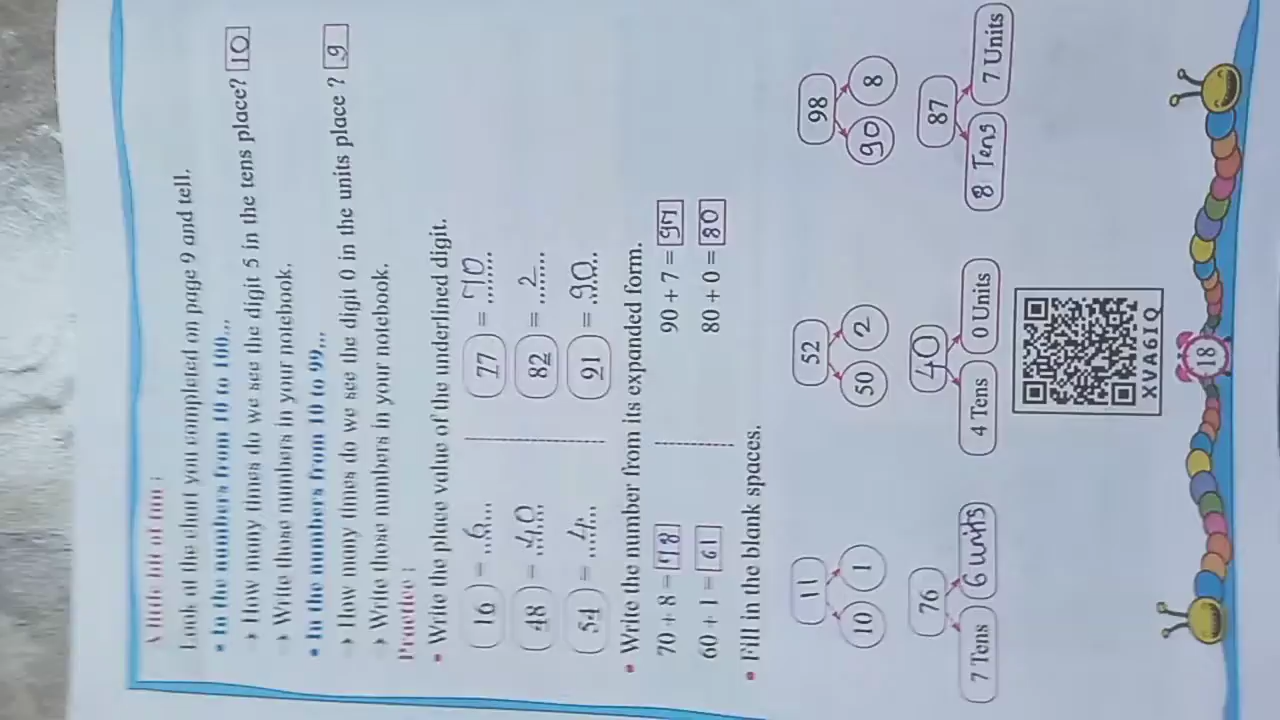 A little bit of fun :
Look at the chart you completed on page 9 and tell.
• In the numbers from 10 to 100...
How many times do we see the digit 5 in the tens place? 10
Write those numbers in your notebook.
• In the numbers from 10 to 99...
How many times do we see the digit 0 in the units place ? 9
Write those numbers in your notebook.
Practice :
• Write the place value of the underlined digit.
16 = 6 77 = 70
48 = 40 82 = 2
54 = 4 91 = 90
• Write the number from its expanded form.
70 + 8 = 78 90 + 7 = 97
60 + 1 = 61 80 + 0 = 80
• Fill in the blank spaces.
11 52 98
10 1 50 2 90 8
76 40 87
7 Tens 6 units 4 Tens 0 Units 8 Tens 7 Units
XVA6IQ
18